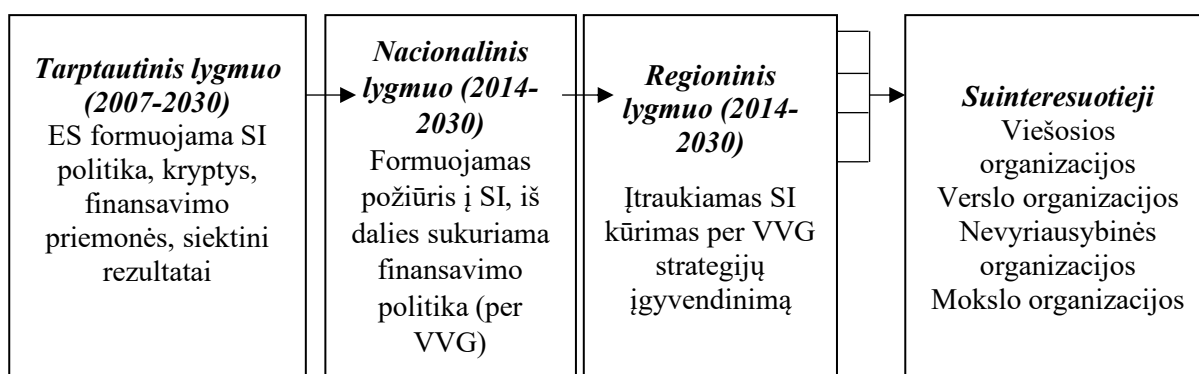 Tarptautinis lygmuo
(2007-2030)
ES formuojama SI
politika, kryptys,
finansavimo
priemonės, siektini
rezultatai
Nacionalinis
lygmuo (2014-
2030)
Formuojamas
požiūris į SI, iš
dalies sukuriama
finansavimo
politika (per
VVG)
Regioninis
lygmuo (2014-
2030)
Įtraukiamas SI
kūrimas per VVG
strategijų
įgyvendinimą
Suinteresuotieji
Viešosios
organizacijos
Verslo organizacijos
Nevyriausybinės
organizacijos
Mokslo organizacijos